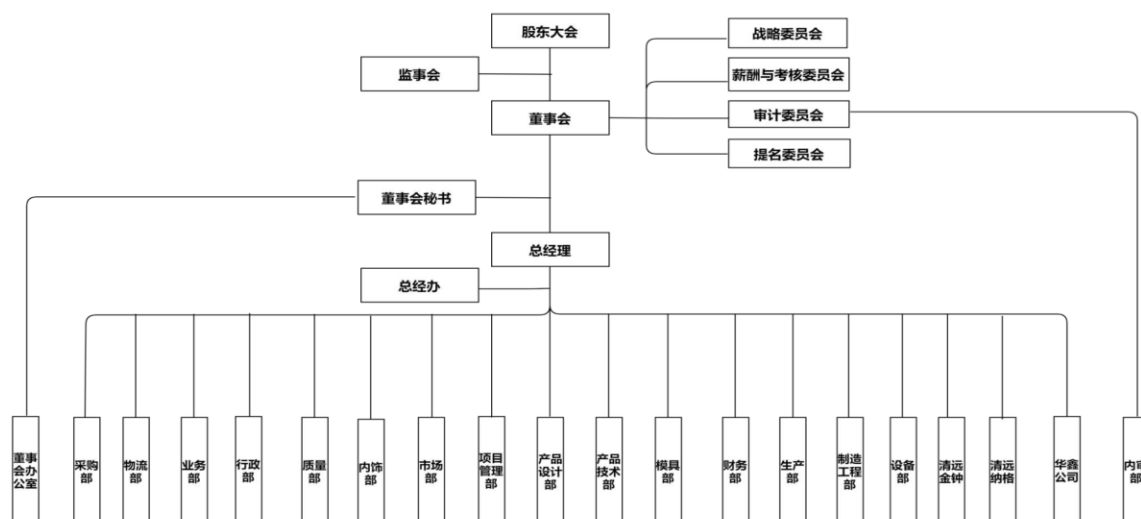 股东大会
战略委员会
监事会
薪酬与考核委员会
董事会
审计委员会
提名委员会
董事会秘书
总经理
总经办
董事
会办
公室
采购
部
物流
部
业务
部
行政
部
质量
部
内饰
部
市场
部
项目
管理
部
产品
设计
部
产品
技术
部
模具
部
财务
部
生产
部
制造
工程
部
设备
部
清远
金钟
清远
纳格
华鑫
公司
内审
部